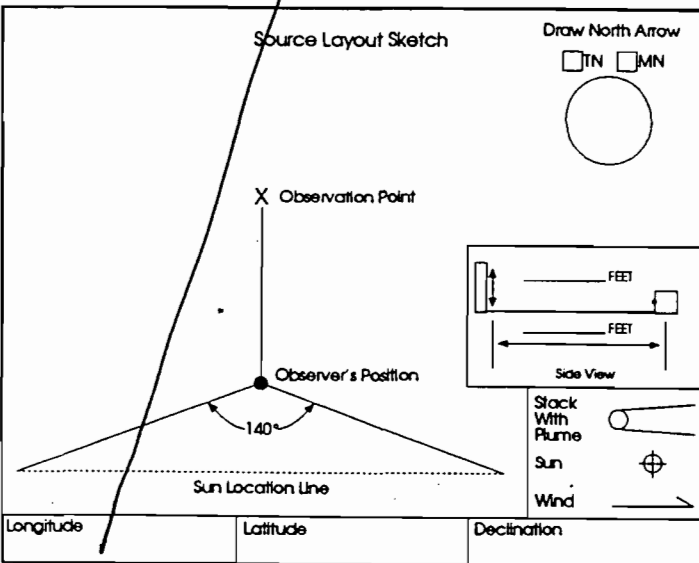 Source Layout Sketch
Draw North Arrow
TN MN
X Observation Point
FEET
FEET
Side View
Observer's Position
140°
Sun Location Line
Stack
With
Plume
Sun
Wind
Longitude
Latitude
Declination